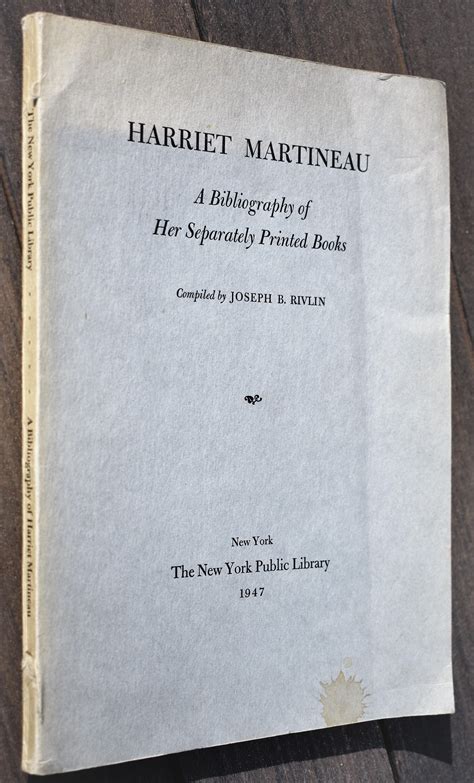 The New York Public Library . . . . . A Bibliography of Harriet Martineau
HARRIET MARTINEAU
A Bibliography of
Her Separately Printed Books
Compiled by JOSEPH B. RIVLIN
New York
The New York Public Library
1947